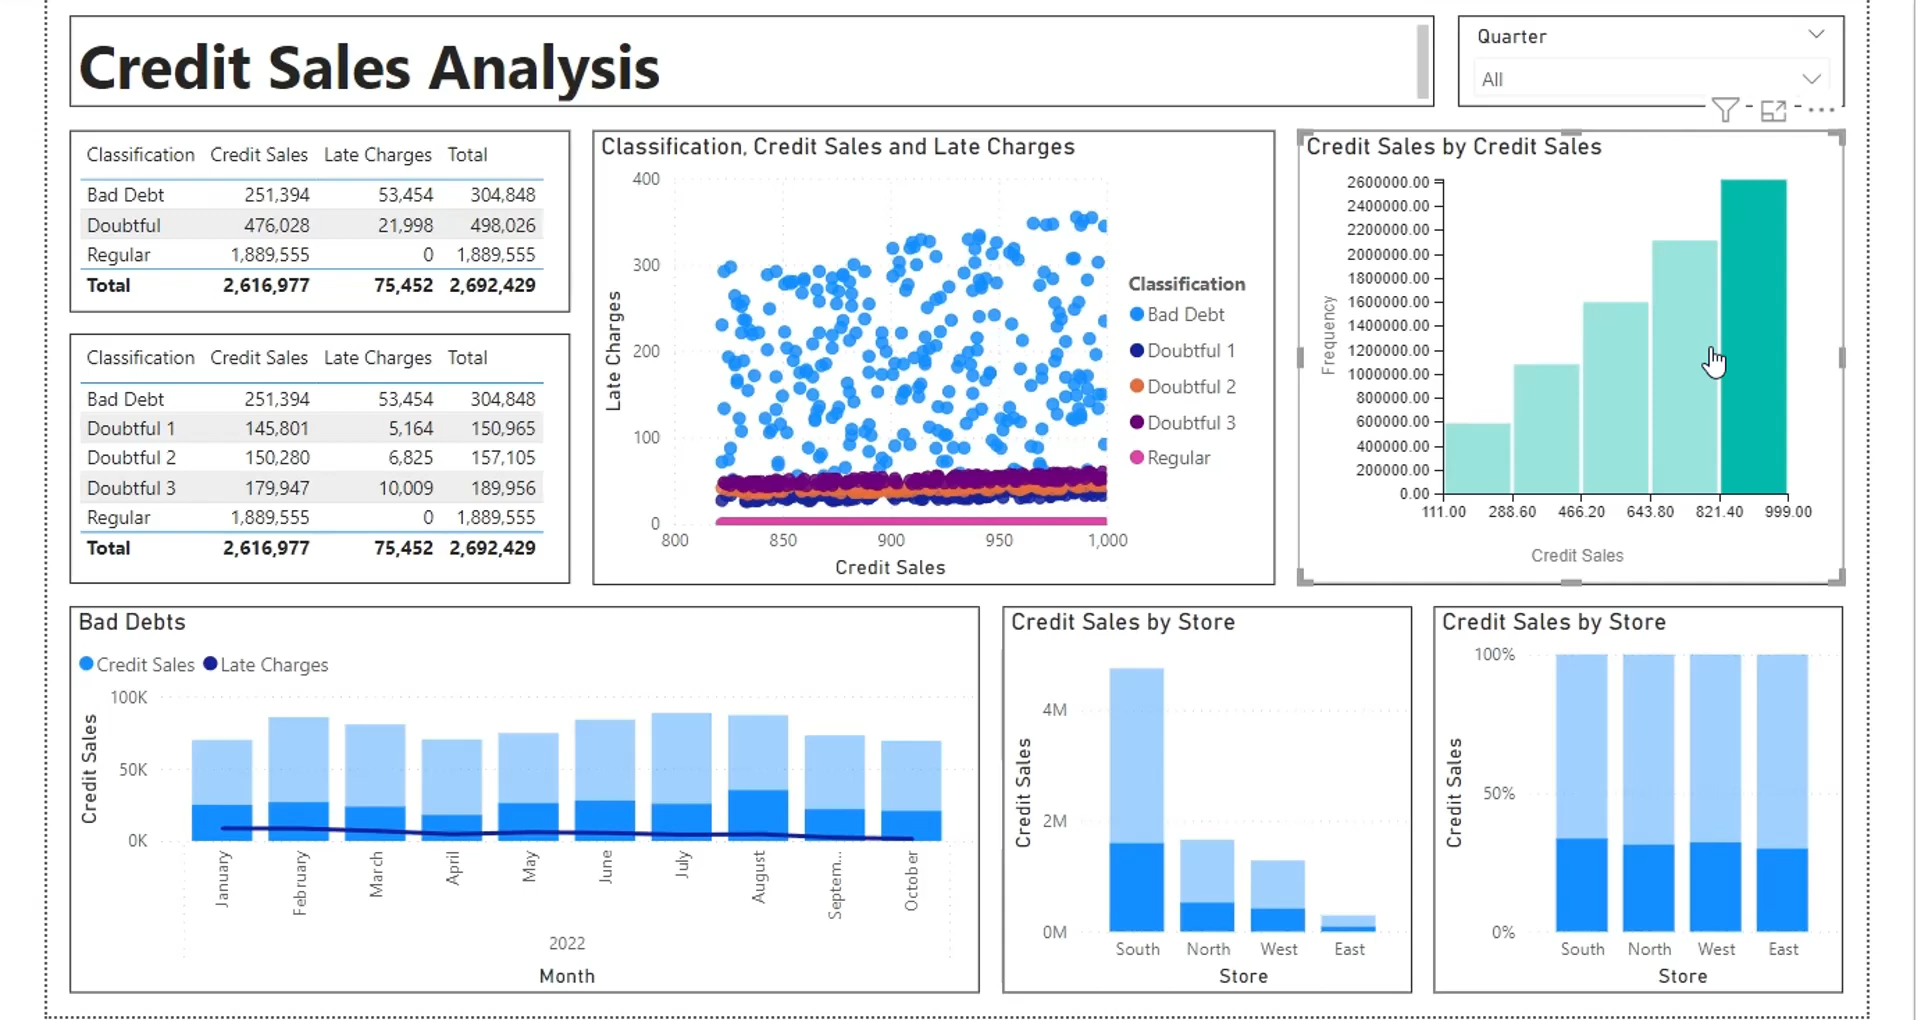 Credit Sales Analysis
Quarter
All
Classification Credit Sales Late Charges Total
Bad Debt 251,394 53,454 304,848
Doubtful 476,028 21,998 498,026
Regular 1,889,555 0 1,889,555
Total 2,616,977 75,452 2,692,429
Classification Credit Sales Late Charges Total
Bad Debt 251,394 53,454 304,848
Doubtful 1 145,801 5,164 150,965
Doubtful 2 150,280 6,825 157,105
Doubtful 3 179,947 10,009 189,956
Regular 1,889,555 0 1,889,555
Total 2,616,977 75,452 2,692,429
Classification, Credit Sales and Late Charges
Late Charges
400
300
200
100
0
800 850 900 950 1,000
Credit Sales
Classification
Bad Debt
Doubtful 1
Doubtful 2
Doubtful 3
Regular
Credit Sales by Credit Sales
Frequency
2600000.00
2400000.00
2200000.00
2000000.00
1800000.00
1600000.00
1400000.00
1200000.00
1000000.00
800000.00
600000.00
400000.00
200000.00
0.00
111.00 288.60 466.20 643.80 821.40 999.00
Credit Sales
Bad Debts
Credit Sales Late Charges
Credit Sales
100K
50K
0K
January February March April May June July August Septem... October
2022
Month
Credit Sales by Store
Credit Sales
4M
2M
0M
South North West East
Store
Credit Sales by Store
Credit Sales
100%
50%
0%
South North West East
Store